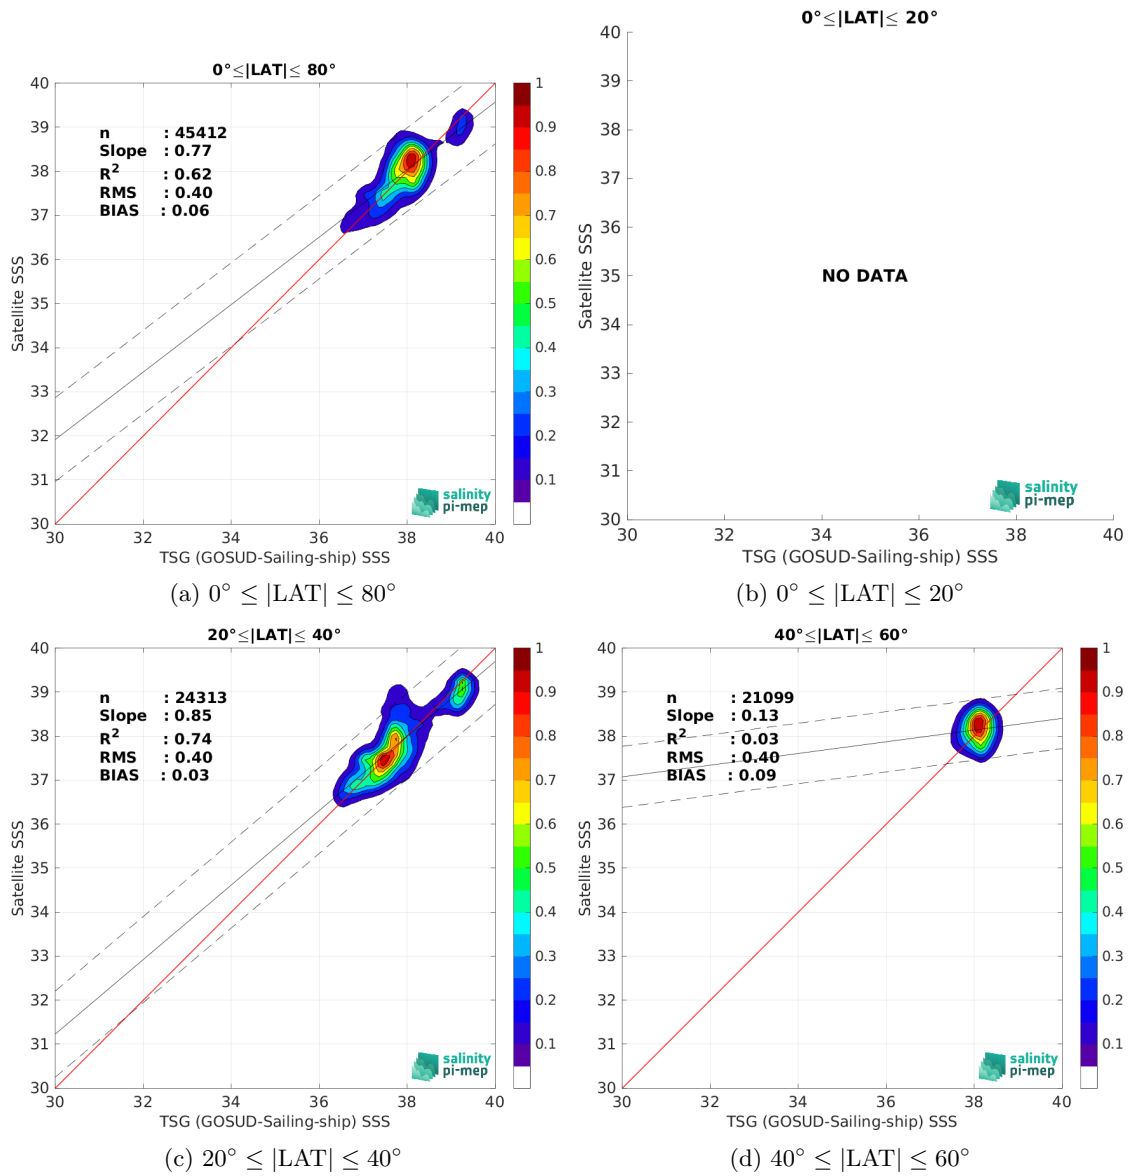 0°≤|LAT|≤ 80°
n : 45412
Slope : 0.77
R² : 0.62
RMS : 0.40
BIAS : 0.06
Satellite SSS
40
39
38
37
36
35
34
33
32
31
30
30 32 34 36 38 40
TSG (GOSUD-Sailing-ship) SSS
1
0.9
0.8
0.7
0.6
0.5
0.4
0.3
0.2
0.1
salinity
pi-mep
(a) 0° ≤ |LAT| ≤ 80°
0°≤|LAT|≤ 20°
NO DATA
Satellite SSS
40
39
38
37
36
35
34
33
32
31
30
30 32 34 36 38 40
TSG (GOSUD-Sailing-ship) SSS
salinity
pi-mep
(b) 0° ≤ |LAT| ≤ 20°
20°≤|LAT|≤ 40°
n : 24313
Slope : 0.85
R² : 0.74
RMS : 0.40
BIAS : 0.03
Satellite SSS
40
39
38
37
36
35
34
33
32
31
30
30 32 34 36 38 40
TSG (GOSUD-Sailing-ship) SSS
1
0.9
0.8
0.7
0.6
0.5
0.4
0.3
0.2
0.1
salinity
pi-mep
(c) 20° ≤ |LAT| ≤ 40°
40°≤|LAT|≤ 60°
n : 21099
Slope : 0.13
R² : 0.03
RMS : 0.40
BIAS : 0.09
Satellite SSS
40
39
38
37
36
35
34
33
32
31
30
30 32 34 36 38 40
TSG (GOSUD-Sailing-ship) SSS
1
0.9
0.8
0.7
0.6
0.5
0.4
0.3
0.2
0.1
salinity
pi-mep
(d) 40° ≤ |LAT| ≤ 60°